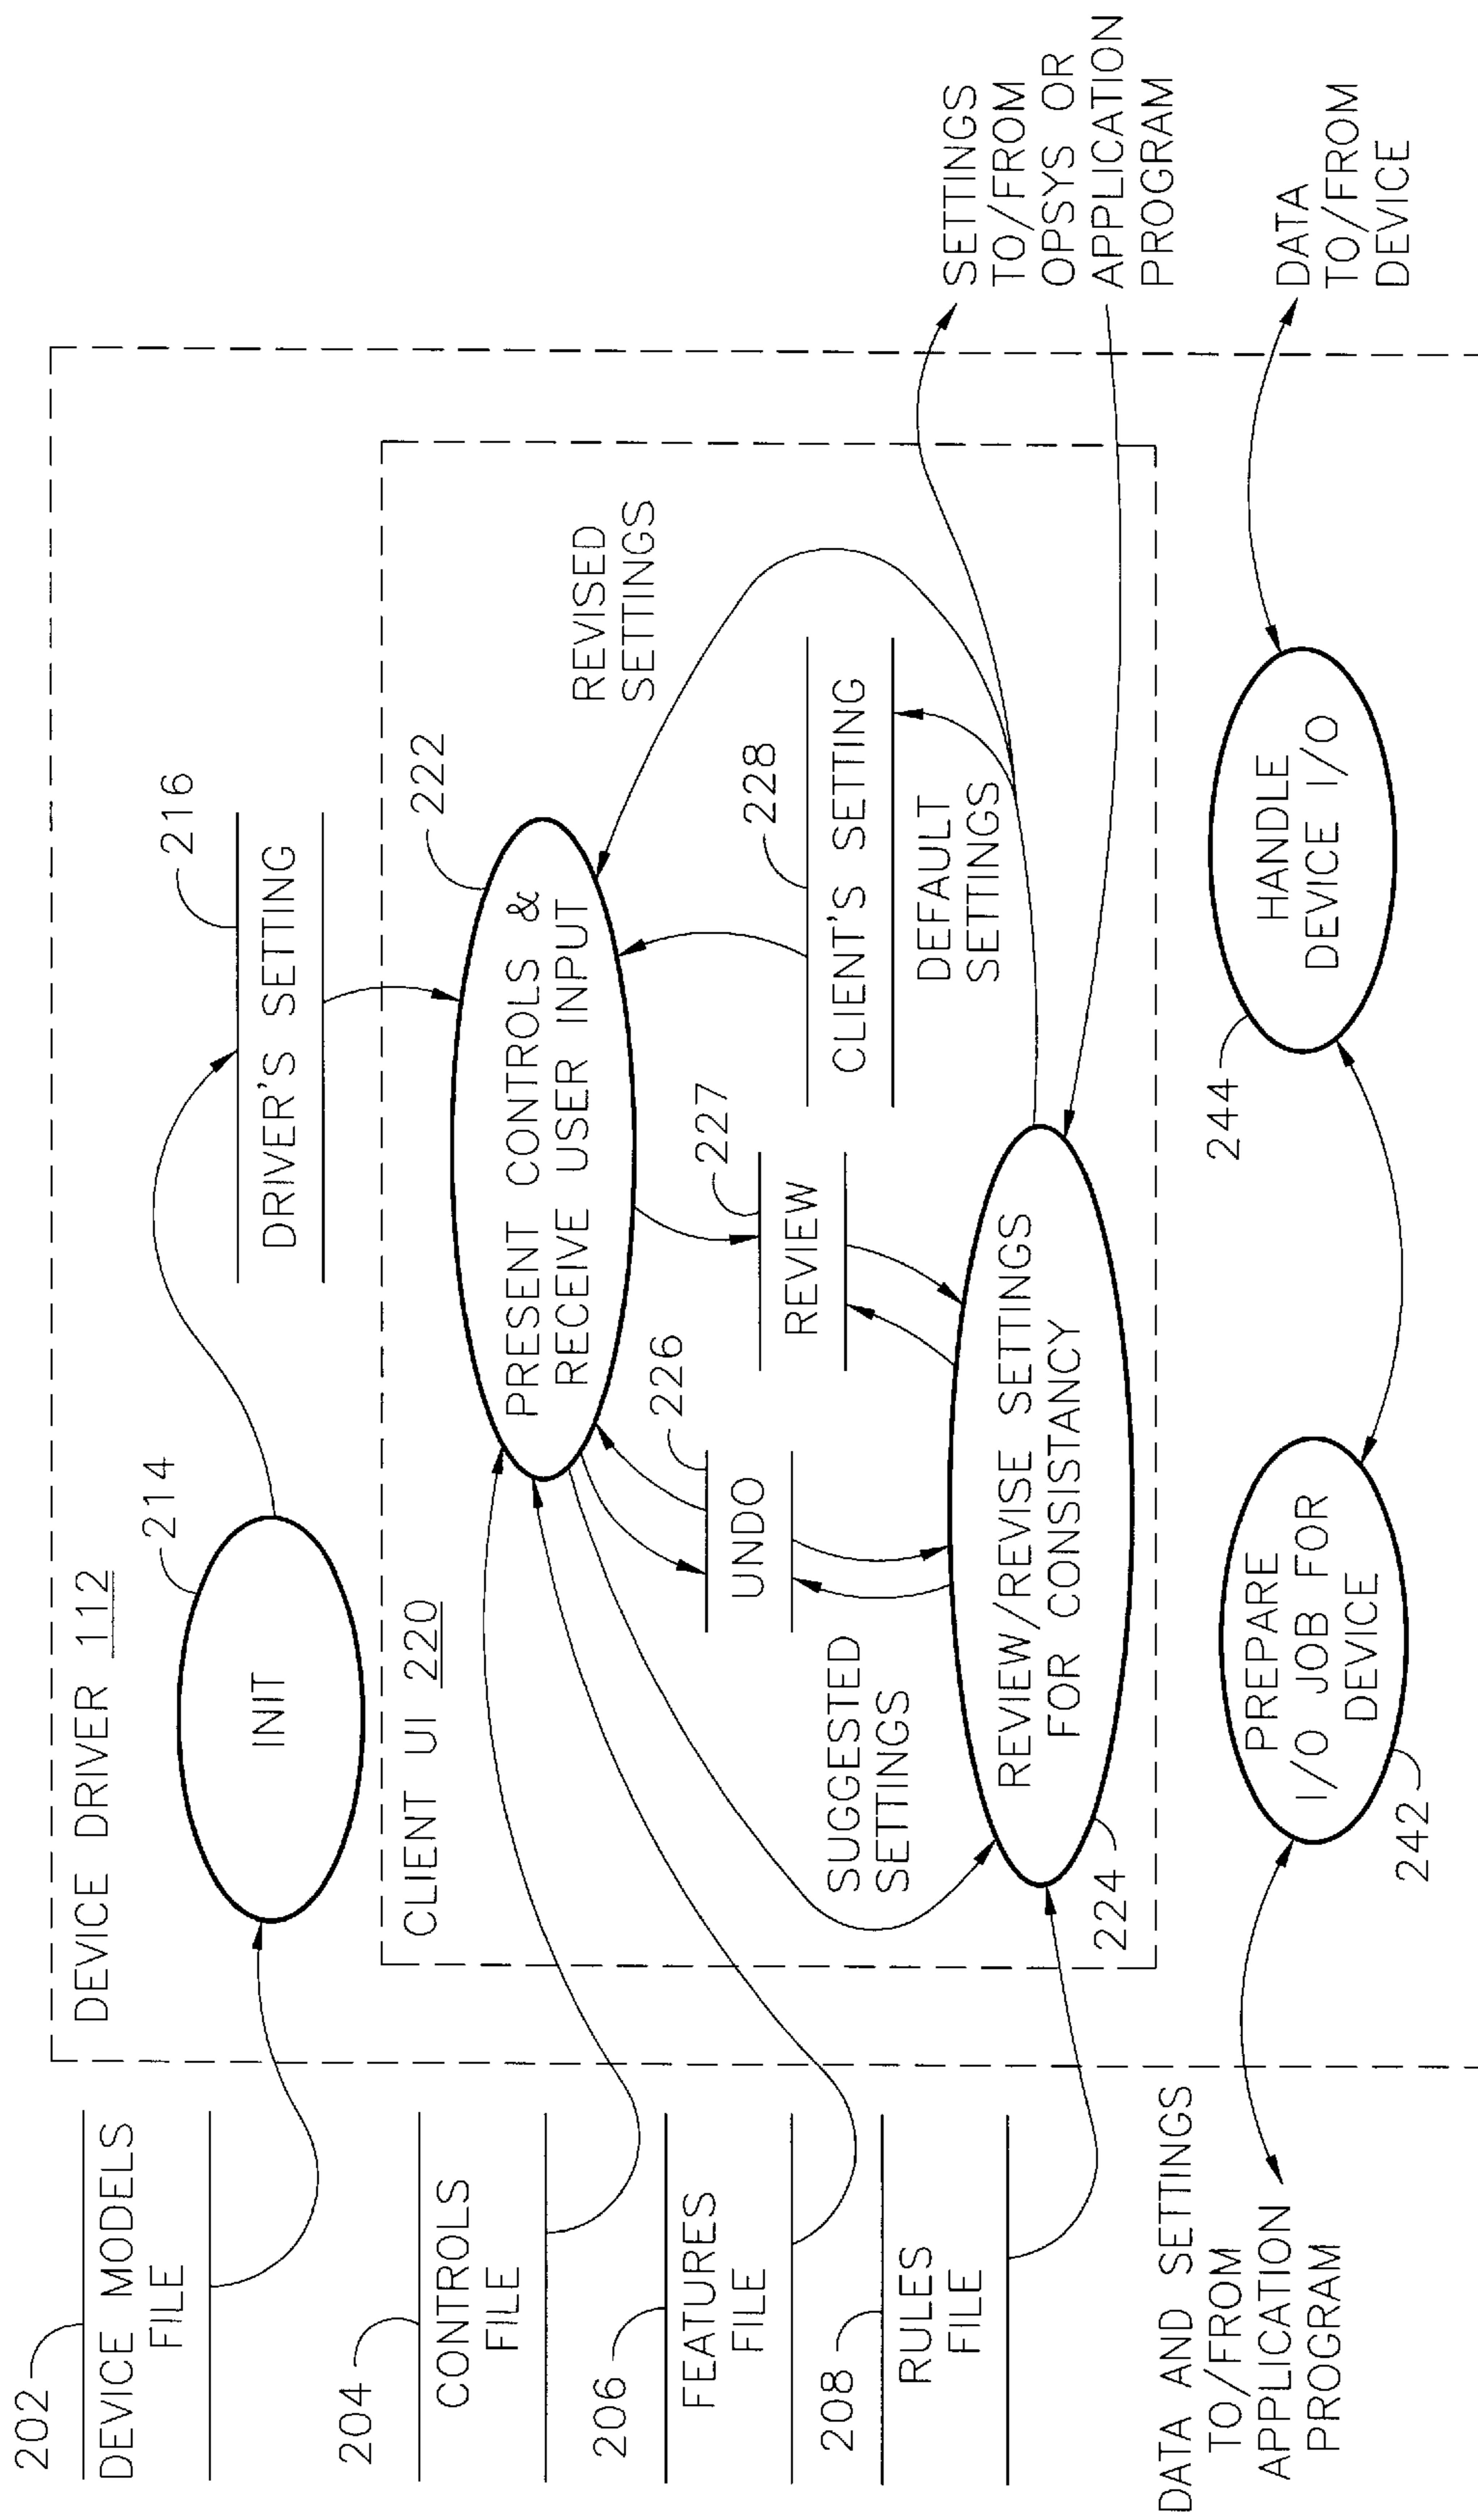 202
DEVICE MODELS
FILE
204
CONTROLS
FILE
206
FEATURES
FILE
208
RULES
FILE
DATA AND SETTINGS
TO/FROM
APPLICATION
PROGRAM
DEVICE DRIVER 112
214
INIT
216
DRIVER'S SETTING
CLIENT UI 220
222
PRESENT CONTROLS &
RECEIVE USER INPUT
REVISED
SETTINGS
226
UNDO
227
REVIEW
228
CLIENT'S SETTING
SUGGESTED
SETTINGS
DEFAULT
SETTINGS
224
REVIEW/REVISE SETTINGS
FOR CONSISTANCY
SETTINGS
TO/FROM
OPSYS OR
APPLICATION
PROGRAM
242
PREPARE
I/O JOB FOR
DEVICE
244
HANDLE
DEVICE I/O
DATA
TO/FROM
DEVICE